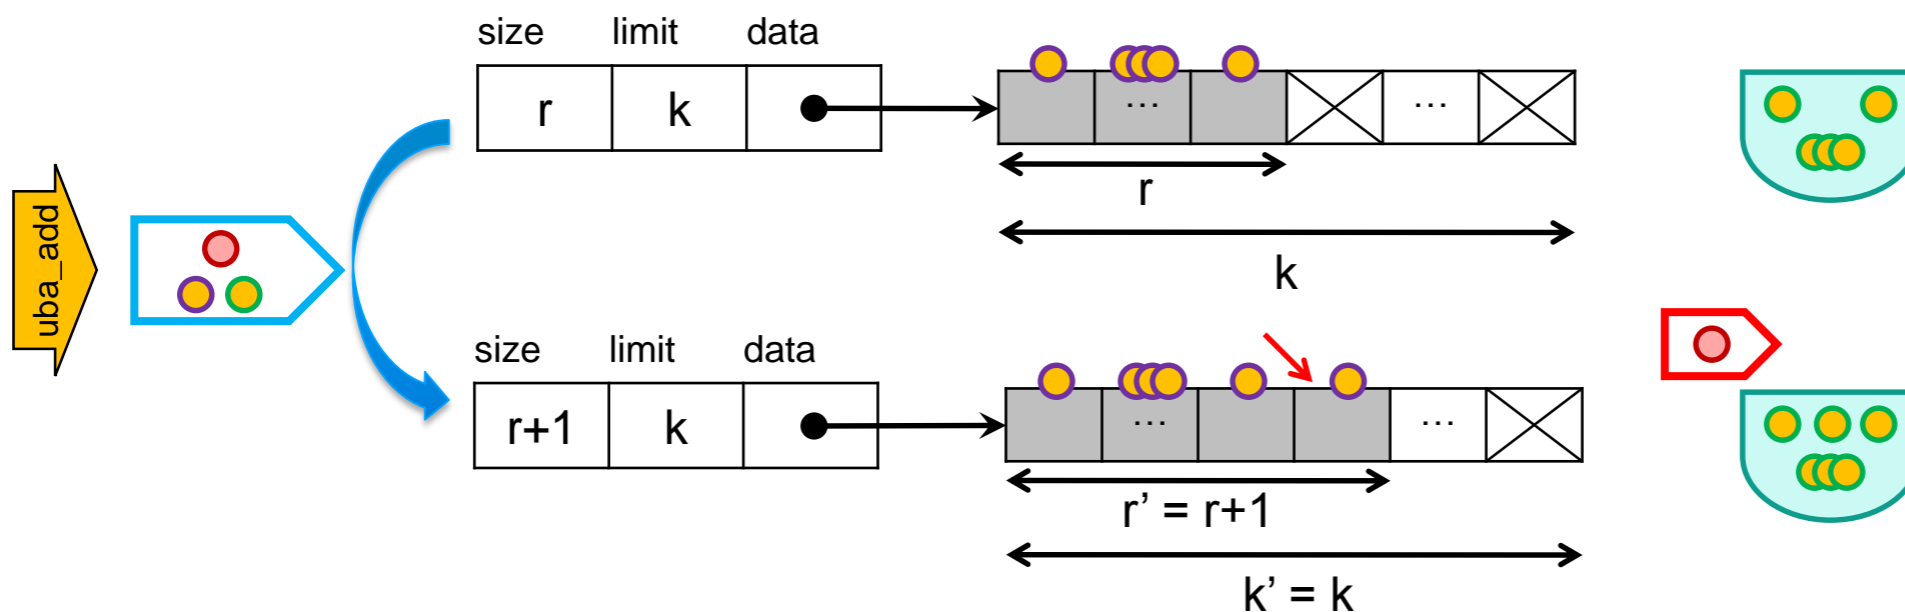 size limit data
r k
... ...
r
k
uba_add
size limit data
r+1 k
... ...
r’ = r+1
k’ = k